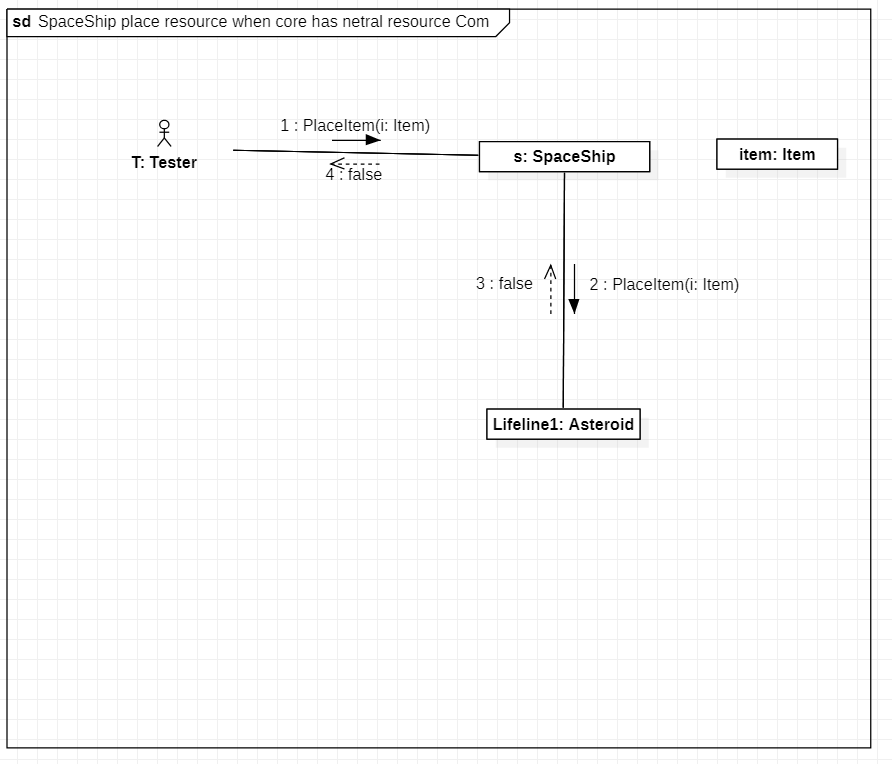 sd SpaceShip place resource when core has netral resource Com
1 : PlaceItem(i: Item)
T: Tester
4 : false
s: SpaceShip
item: Item
3 : false
2 : PlaceItem(i: Item)
Lifeline1: Asteroid